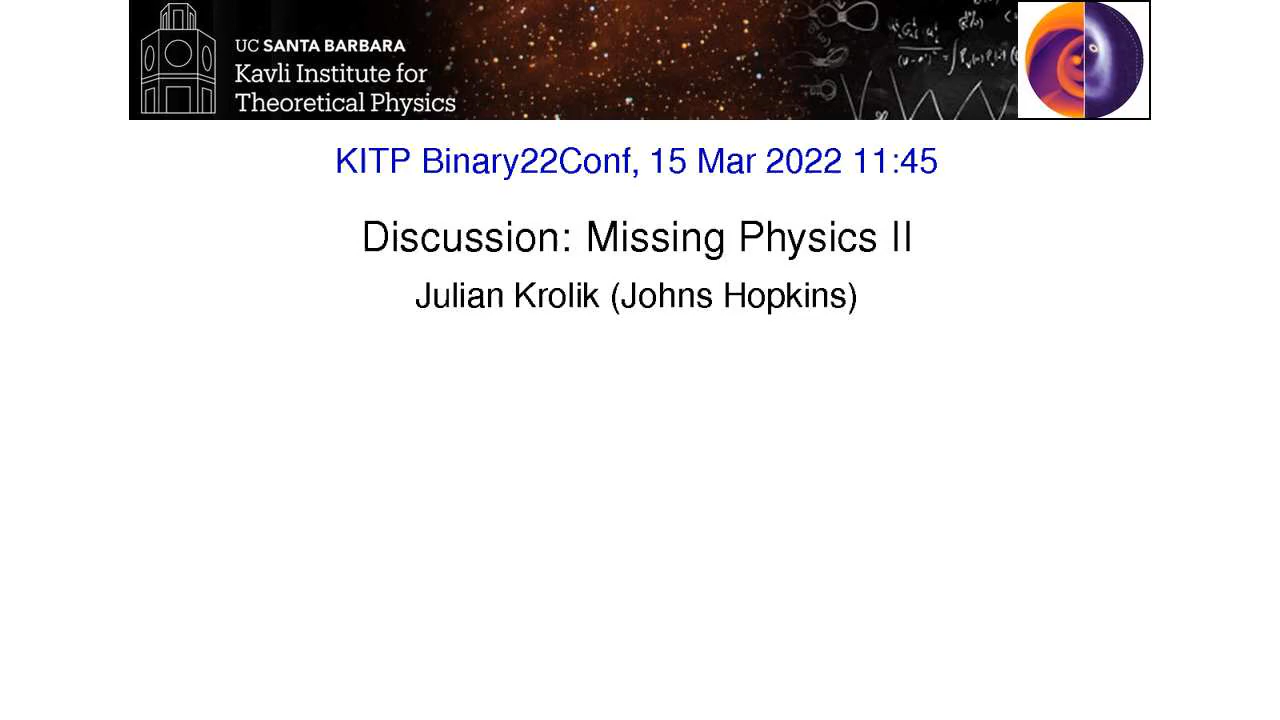 UC SANTA BARBARA
Kavli Institute for
Theoretical Physics
KITP Binary22Conf, 15 Mar 2022 11:45
Discussion: Missing Physics II
Julian Krolik (Johns Hopkins)